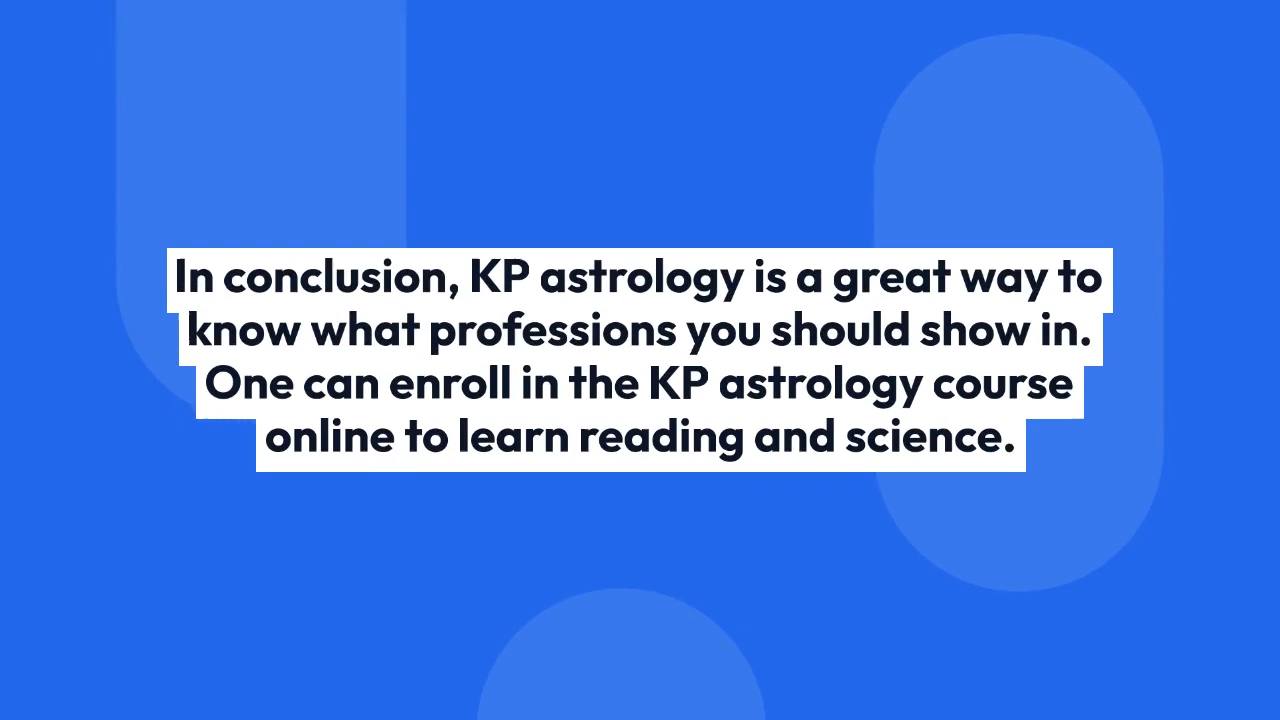 In conclusion, KP astrology is a great way to
know what professions you should show in.
One can enroll in the KP astrology course
online to learn reading and science.